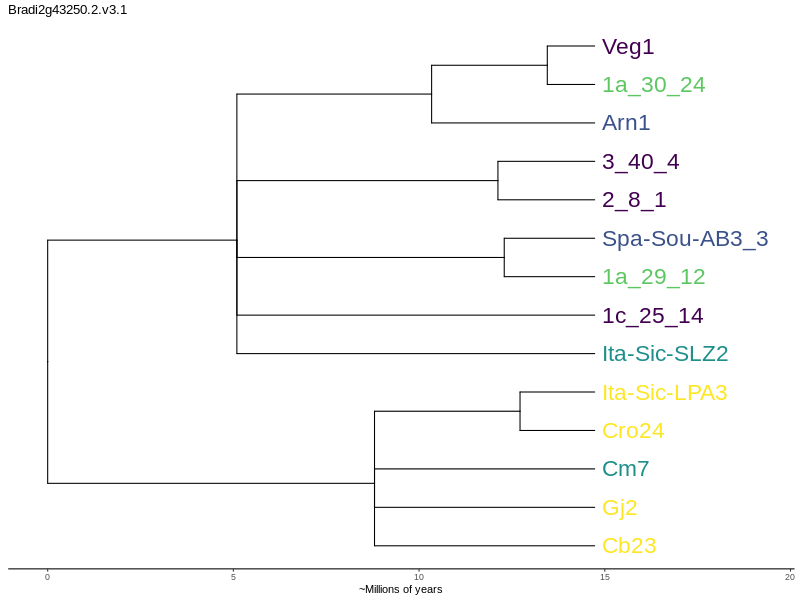 Bradi2g43250.2.v3.1
Veg1
1a_30_24
Arn1
3_40_4
2_8_1
Spa-Sou-AB3_3
1a_29_12
1c_25_14
Ita-Sic-SLZ2
Ita-Sic-LPA3
Cro24
Cm7
Gj2
Cb23
0 5 10 15 20
~Millions of years